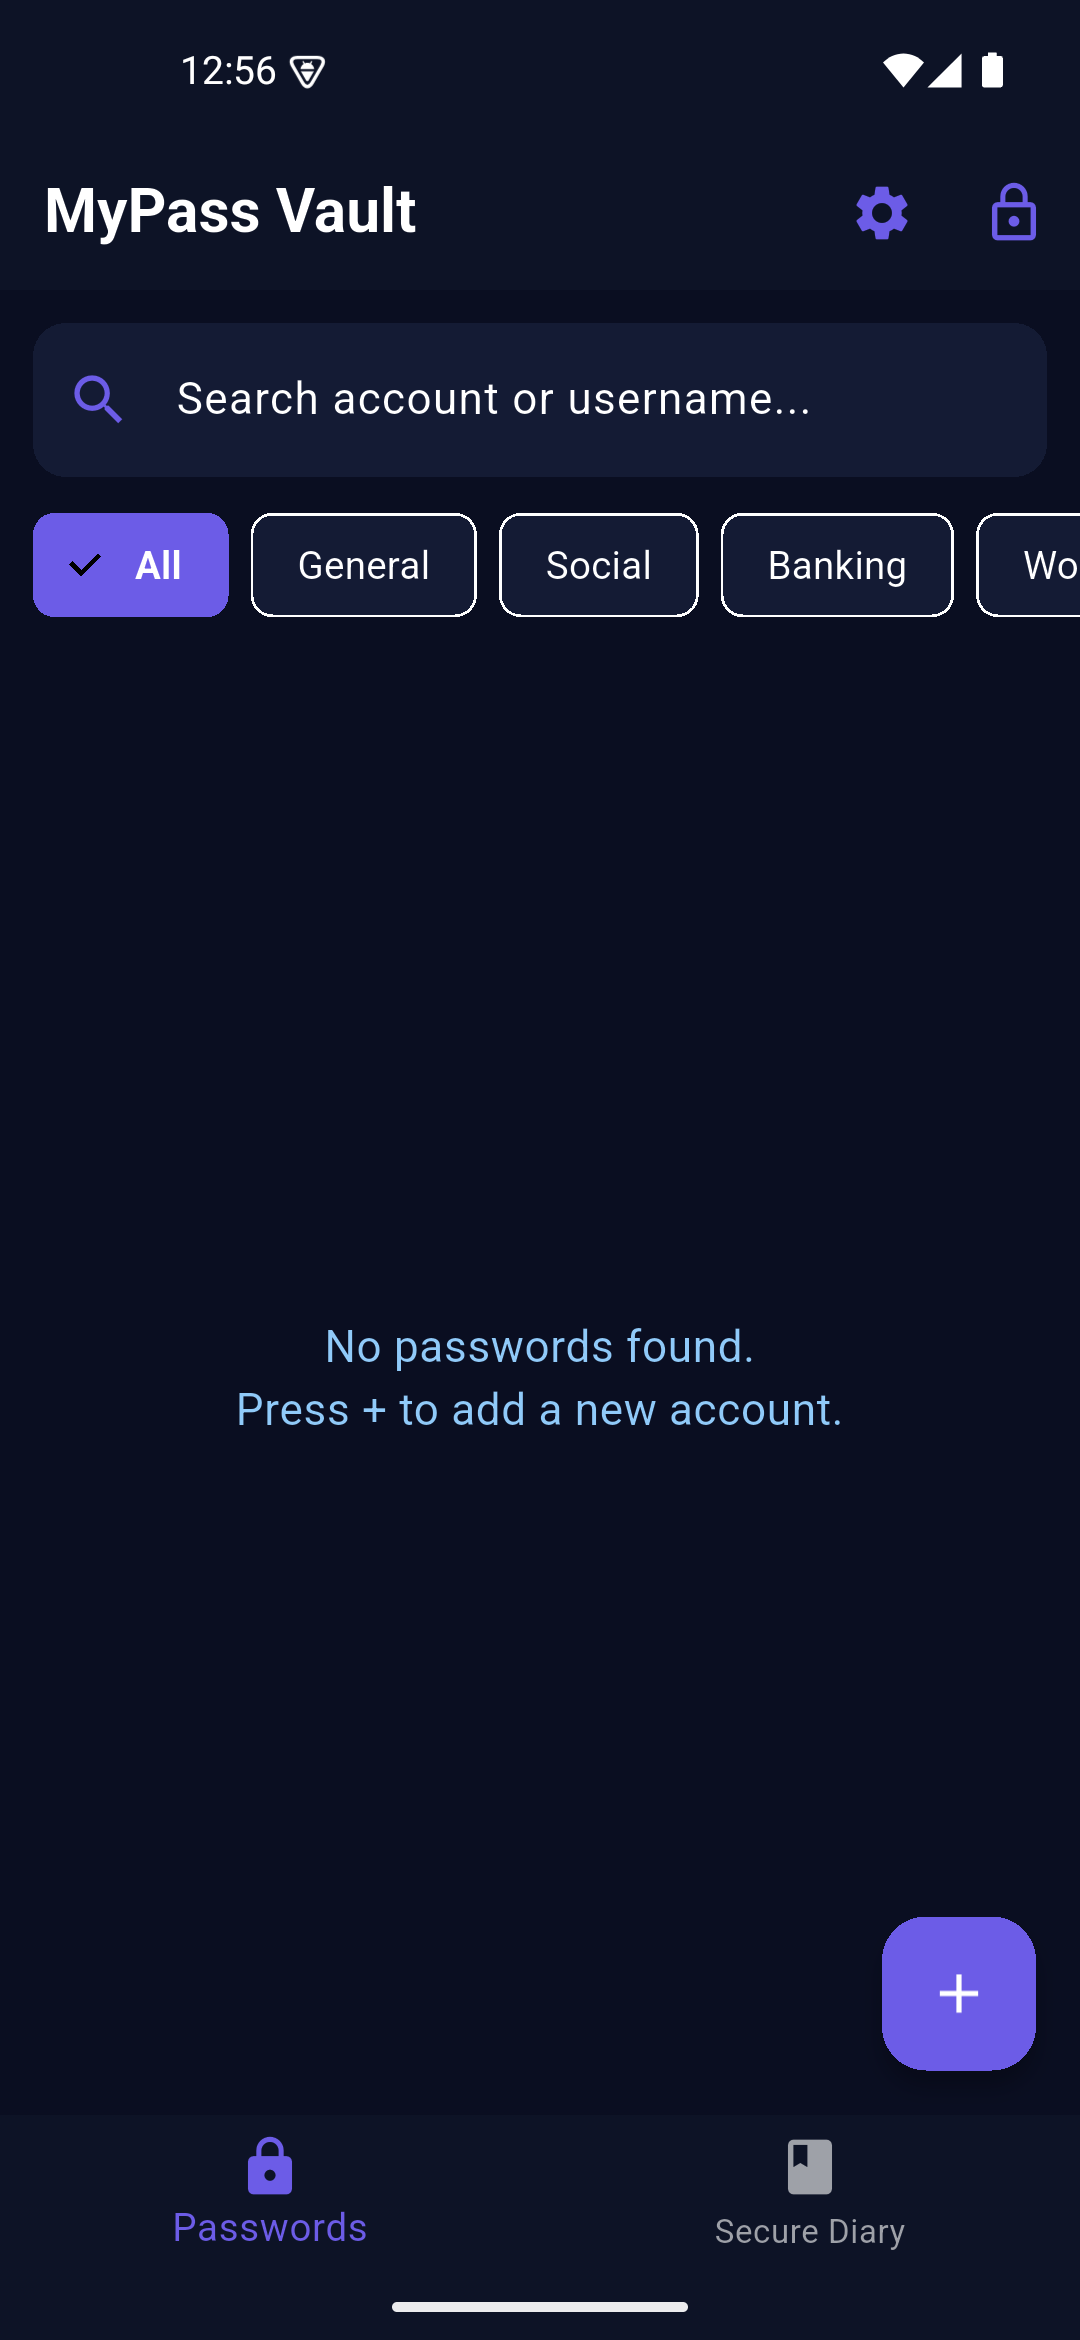 12:56
MyPass Vault
Search account or username...
All General Social Banking Wo
No passwords found.
Press + to add a new account.
Passwords Secure Diary